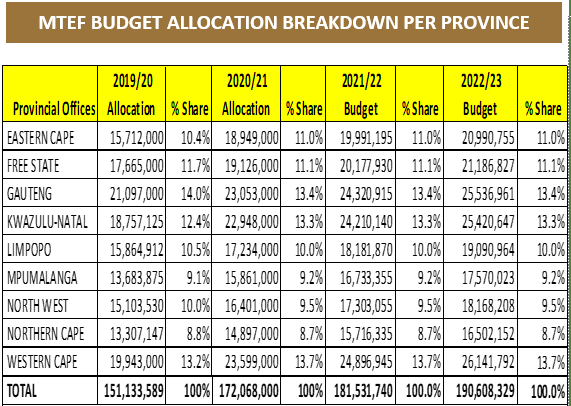 MTEF BUDGET ALLOCATION BREAKDOWN PER PROVINCE
2019/20 2020/21 2021/22 2022/23
Provincial Offices Allocation % Share Allocation % Share Budget % Share Budget % Share
EASTERN CAPE 15,712,000 10.4% 18,949,000 11.0% 19,991,195 11.0% 20,990,755 11.0%
FREE STATE 17,665,000 11.7% 19,126,000 11.1% 20,177,930 11.1% 21,186,827 11.1%
GAUTENG 21,097,000 14.0% 23,053,000 13.4% 24,320,915 13.4% 25,536,961 13.4%
KWAZULU-NATAL 18,757,125 12.4% 22,948,000 13.3% 24,210,140 13.3% 25,420,647 13.3%
LIMPOPO 15,864,912 10.5% 17,234,000 10.0% 18,181,870 10.0% 19,090,964 10.0%
MPUMALANGA 13,683,875 9.1% 15,861,000 9.2% 16,733,355 9.2% 17,570,023 9.2%
NORTH WEST 15,103,530 10.0% 16,401,000 9.5% 17,303,055 9.5% 18,168,208 9.5%
NORTHERN CAPE 13,307,147 8.8% 14,897,000 8.7% 15,716,335 8.7% 16,502,152 8.7%
WESTERN CAPE 19,943,000 13.2% 23,599,000 13.7% 24,896,945 13.7% 26,141,792 13.7%
TOTAL 151,133,589 100% 172,068,000 100% 181,531,740 100.0% 190,608,329 100.0%